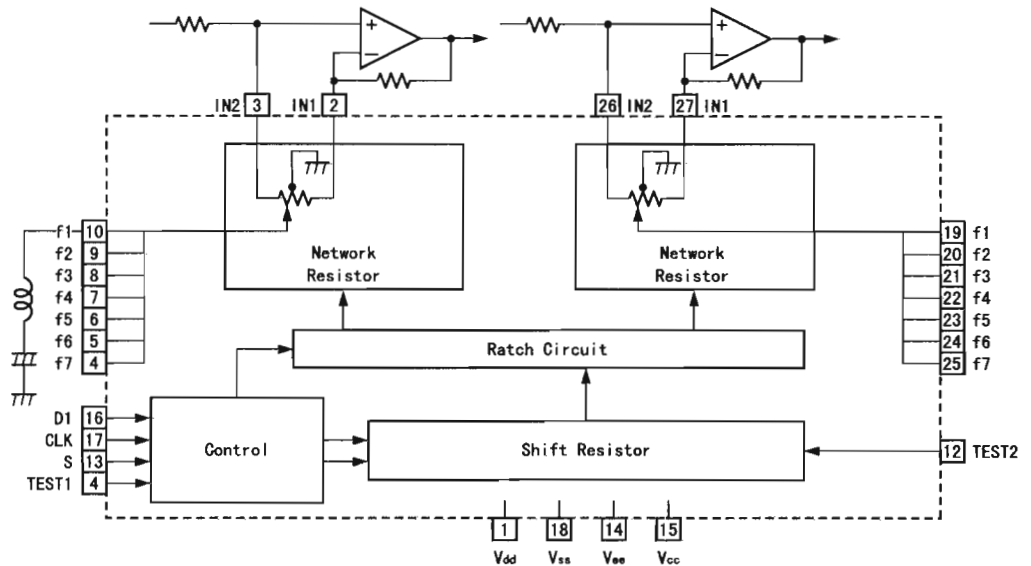 +
−
+
−
IN2 3 IN1 2
26 IN2 27 IN1
Network
Resistor
Network
Resistor
f1 10
f2 9
f3 8
f4 7
f5 6
f6 5
f7 4
19 f1
20 f2
21 f3
22 f4
23 f5
24 f6
25 f7
Ratch Circuit
D1 16
CLK 17
S 13
TEST1 4
Control
Shift Resistor
12 TEST2
1 18 14 15
Vdd Vss Vee Vcc